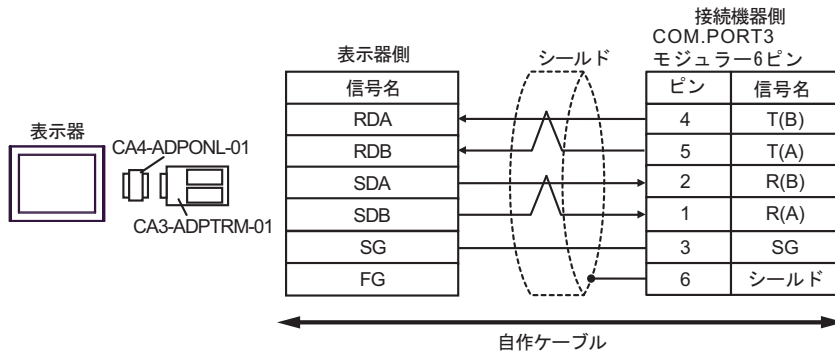 接続機器側
COM.PORT3
モジュラー6ピン
表示器側
シールド
信号名
ピン 信号名
RDA 4 T(B)
RDB 5 T(A)
SDA 2 R(B)
SDB 1 R(A)
SG 3 SG
FG 6 シールド
表示器
CA4-ADPONL-01
CA3-ADPTRM-01
自作ケーブル